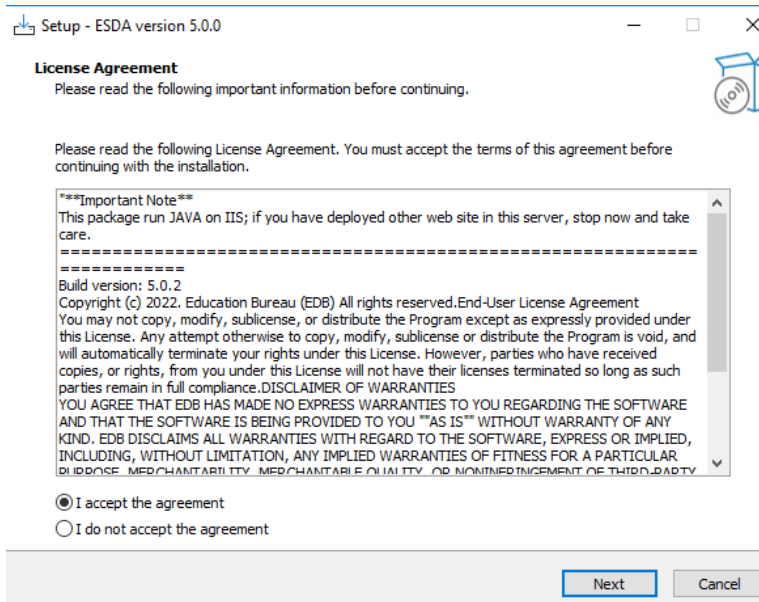 Setup - ESDA version 5.0.0
License Agreement
Please read the following important information before continuing.
Please read the following License Agreement. You must accept the terms of this agreement before
continuing with the installation.
"**Important Note**
This package run JAVA on IIS; if you have deployed other web site in this server, stop now and take
care.
=============================================================
============
Build version: 5.0.2
Copyright (c) 2022. Education Bureau (EDB) All rights reserved.End-User License Agreement
You may not copy, modify, sublicense, or distribute the Program except as expressly provided under
this License. Any attempt otherwise to copy, modify, sublicense or distribute the Program is void, and
will automatically terminate your rights under this License. However, parties who have received
copies, or rights, from you under this License will not have their licenses terminated so long as such
parties remain in full compliance.DISCLAIMER OF WARRANTIES
YOU AGREE THAT EDB HAS MADE NO EXPRESS WARRANTIES TO YOU REGARDING THE SOFTWARE
AND THAT THE SOFTWARE IS BEING PROVIDED TO YOU ""AS IS"" WITHOUT WARRANTY OF ANY
KIND. EDB DISCLAIMS ALL WARRANTIES WITH REGARD TO THE SOFTWARE, EXPRESS OR IMPLIED,
INCLUDING, WITHOUT LIMITATION, ANY IMPLIED WARRANTIES OF FITNESS FOR A PARTICULAR
PURPOSE, MERCHANTABILITY, MERCHANTABLE QUALITY, OR NONINFRINGEMENT OF THIRD-PARTY
I accept the agreement
I do not accept the agreement
Next
Cancel